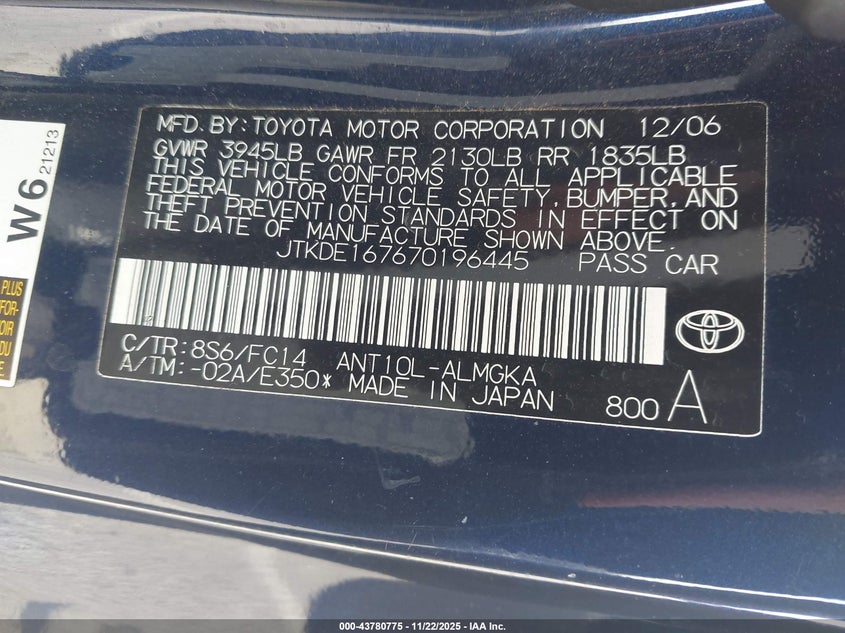 MFD. BY: TOYOTA MOTOR CORPORATION 12/06
GVWR 3945LB GAWR FR 2130LB RR 1835LB
THIS VEHICLE CONFORMS TO ALL APPLICABLE
FEDERAL MOTOR VEHICLE SAFETY, BUMPER, AND
THEFT PREVENTION STANDARDS IN EFFECT ON
THE DATE OF MANUFACTURE SHOWN ABOVE.
JTKDE167670196445 PASS CAR
C/TR: 8S6/FC14 ANT10L-ALMGKA
A/TM: -02A/E350* MADE IN JAPAN
800 A
W6
21213
PLUS
DU
000-43780775 - 11/22/2025 - IAA Inc.